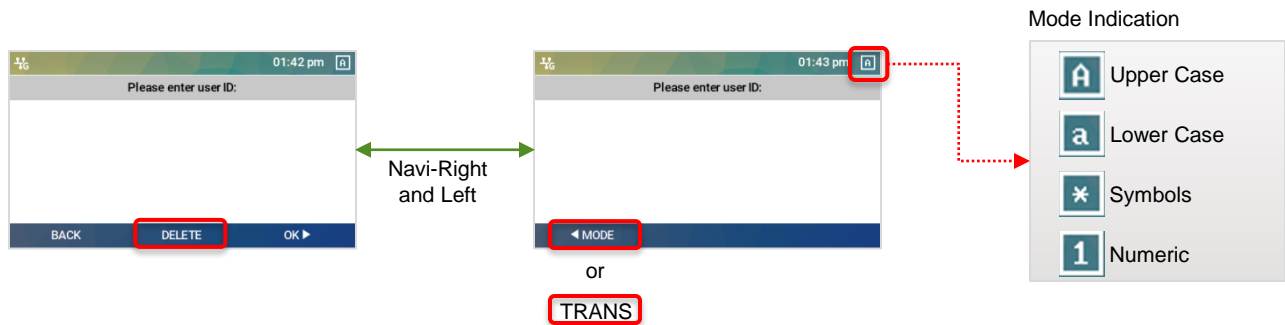 Mode Indication
01:42 pm A
Please enter user ID:
BACK DELETE OK ▶
Navi-Right
and Left
01:43 pm A
Please enter user ID:
◀ MODE
or
TRANS
A Upper Case
a Lower Case
* Symbols
1 Numeric